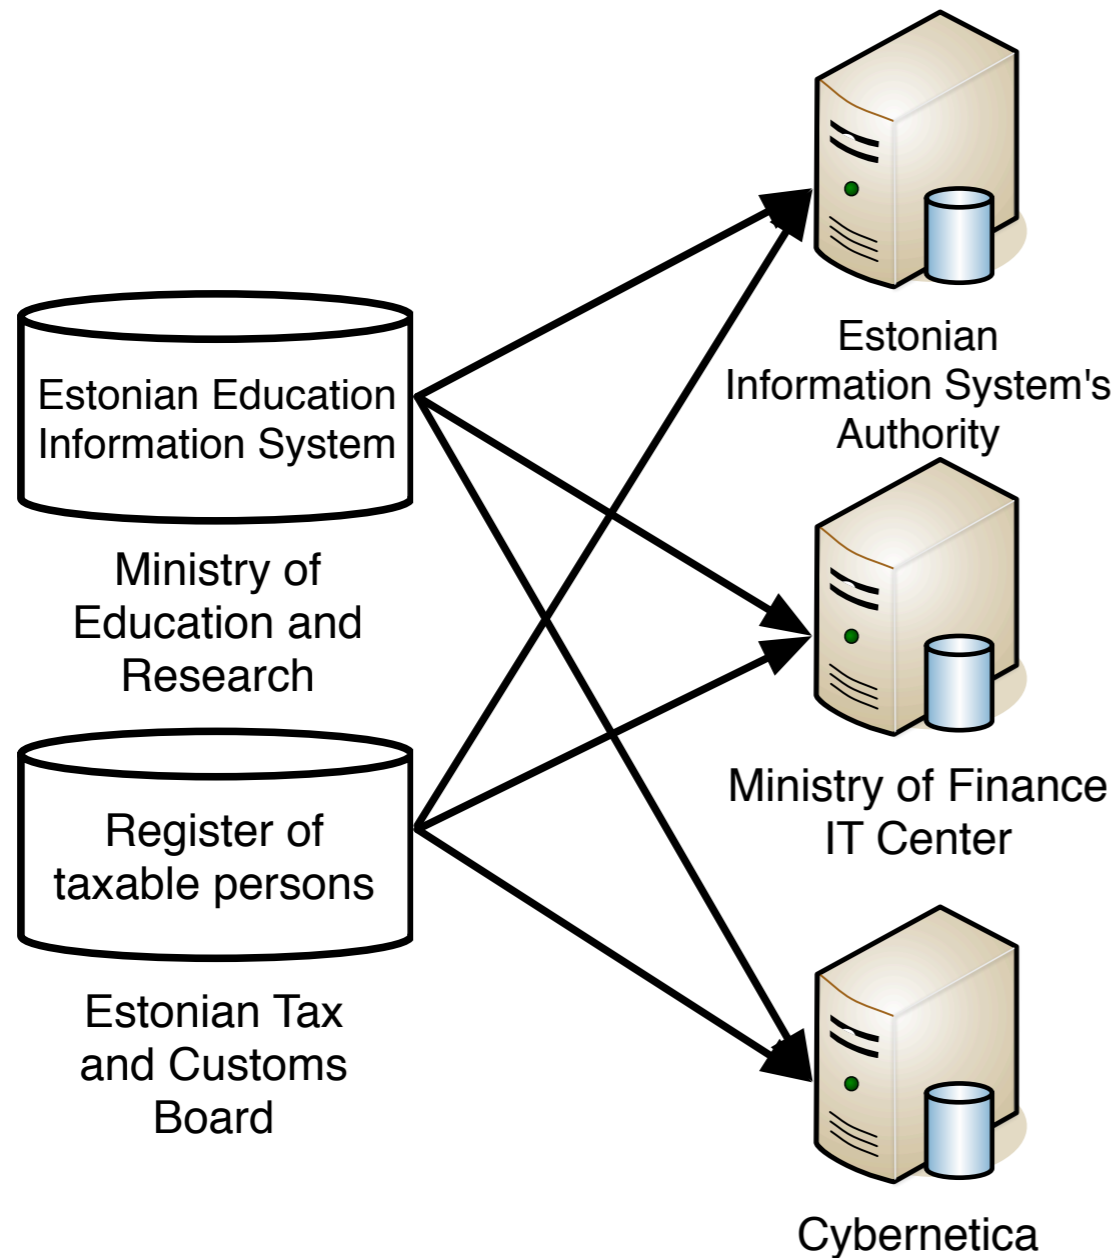 Estonian Education
Information System
Ministry of
Education and
Research
Register of
taxable persons
Estonian Tax
and Customs
Board
Estonian
Information System's
Authority
Ministry of Finance
IT Center
Cybernetica